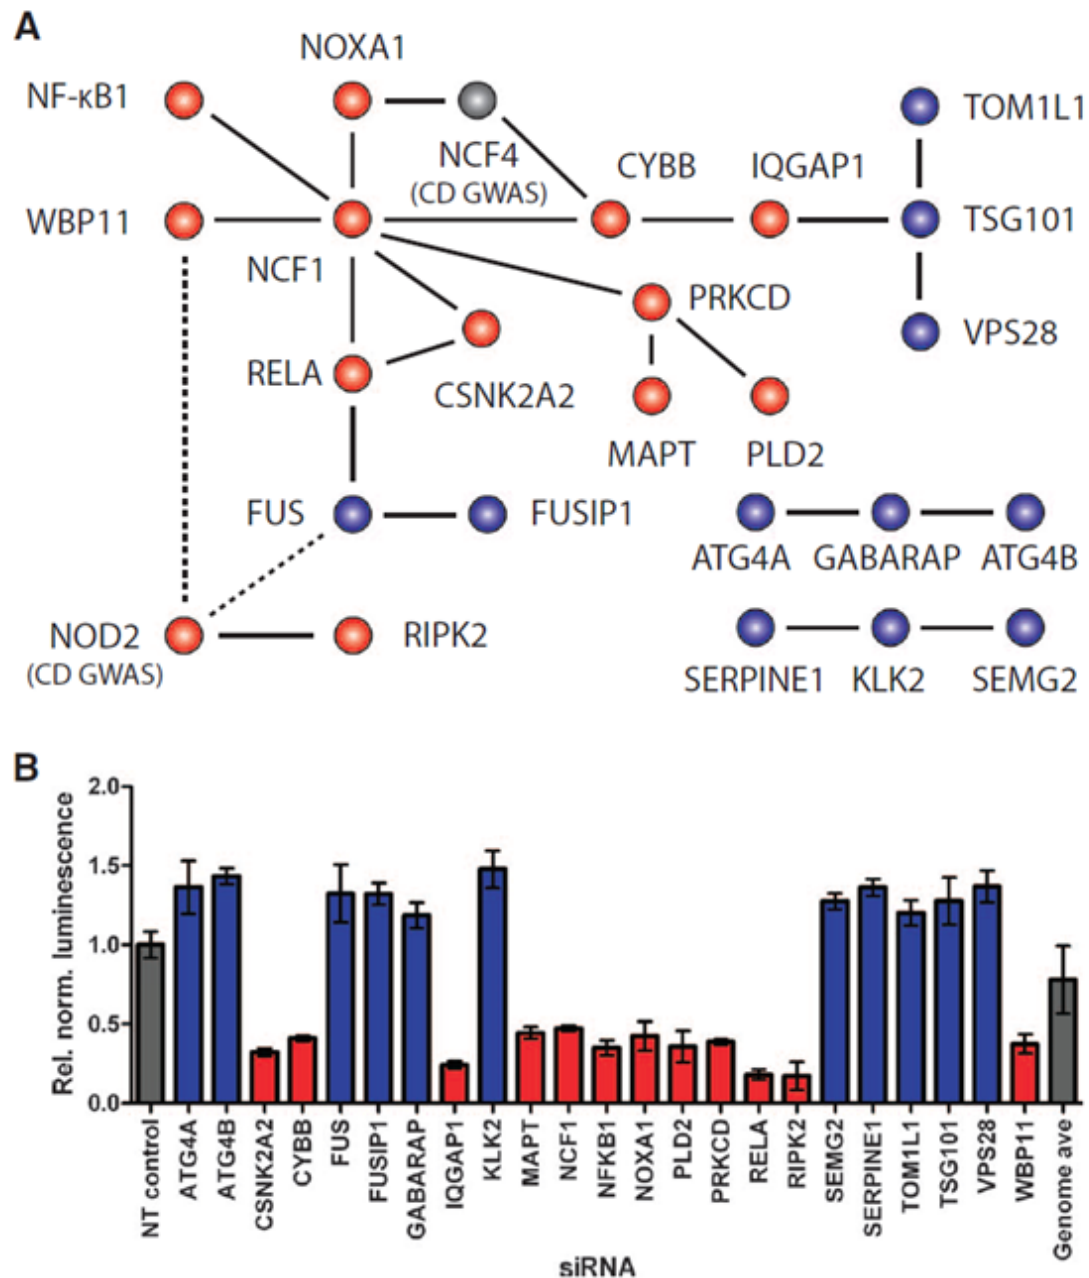 A
NOXA1
NF-κB1
TOM1L1
NCF4
(CD GWAS)
CYBB
IQGAP1
WBP11
TSG101
NCF1
PRKCD
VPS28
RELA
CSNK2A2
MAPT
PLD2
FUS
FUSIP1
ATG4A
GABARAP
ATG4B
NOD2
(CD GWAS)
RIPK2
SERPINE1
KLK2
SEMG2
B
Rel. norm. luminescence
2.0
1.5
1.0
0.5
0.0
NT control
ATG4A
ATG4B
CSNK2A2
CYBB
FUS
FUSIP1
GABARAP
IQGAP1
KLK2
MAPT
NCF1
NFKB1
NOXA1
PLD2
PRKCD
RELA
RIPK2
SEMG2
SERPINE1
TOM1L1
TSG101
VPS28
WBP11
Genome ave
siRNA